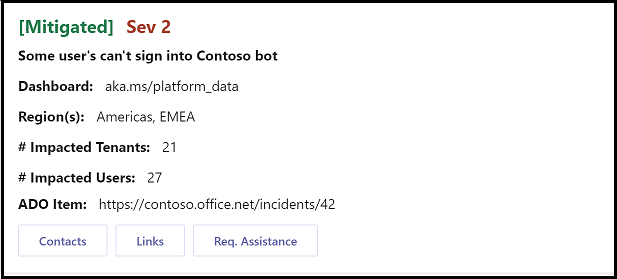 [Mitigated] Sev 2
Some user's can't sign into Contoso bot
Dashboard: aka.ms/platform_data
Region(s): Americas, EMEA
# Impacted Tenants: 21
# Impacted Users: 27
ADO Item: https://contoso.office.net/incidents/42
Contacts Links Req. Assistance